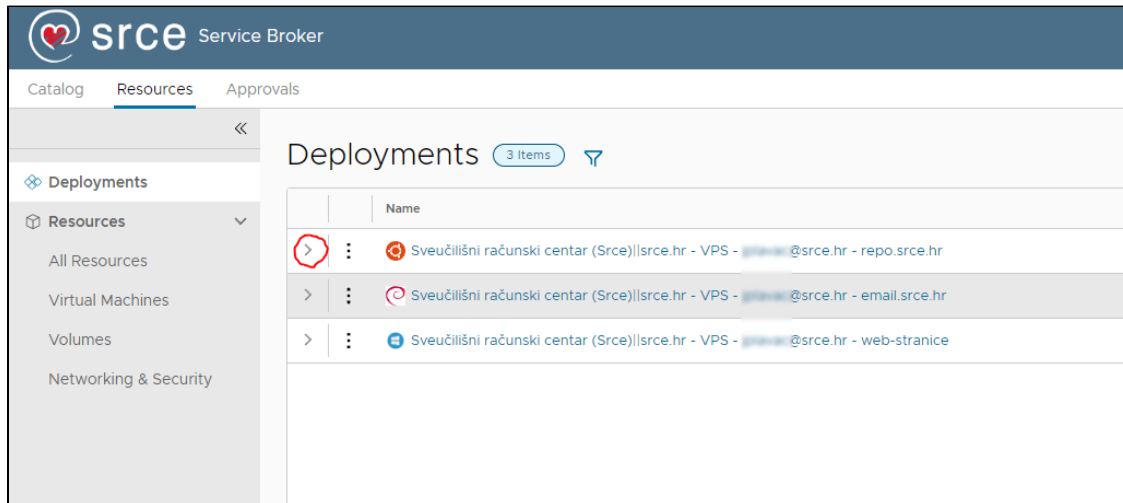 srce Service Broker
Catalog Resources Approvals
Deployments 3 Items
Deployments
Resources
All Resources
Virtual Machines
Volumes
Networking & Security
Name
Sveučilišni računski centar (Srce)||srce.hr - VPS - @srce.hr - repo.srce.hr
Sveučilišni računski centar (Srce)||srce.hr - VPS - @srce.hr - email.srce.hr
Sveučilišni računski centar (Srce)||srce.hr - VPS - @srce.hr - web-stranice